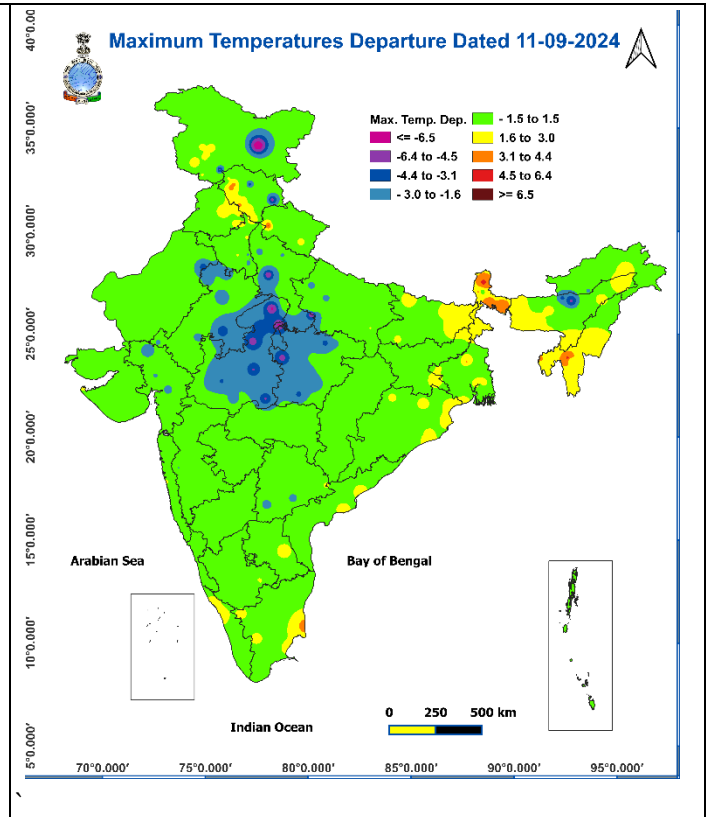 Maximum Temperatures Departure Dated 11-09-2024
40°0.000'
35°0.000'
30°0.000'
25°0.000'
20°0.000'
15°0.000'
10°0.000'
5°0.000'
Max. Temp. Dep.
<= -6.5
-6.4 to -4.5
-4.4 to -3.1
- 3.0 to -1.6
- 1.5 to 1.5
1.6 to 3.0
3.1 to 4.4
4.5 to 6.4
>= 6.5
Arabian Sea
Bay of Bengal
Indian Ocean
0 250 500 km
70°0.000' 75°0.000' 80°0.000' 85°0.000' 90°0.000' 95°0.000'
`